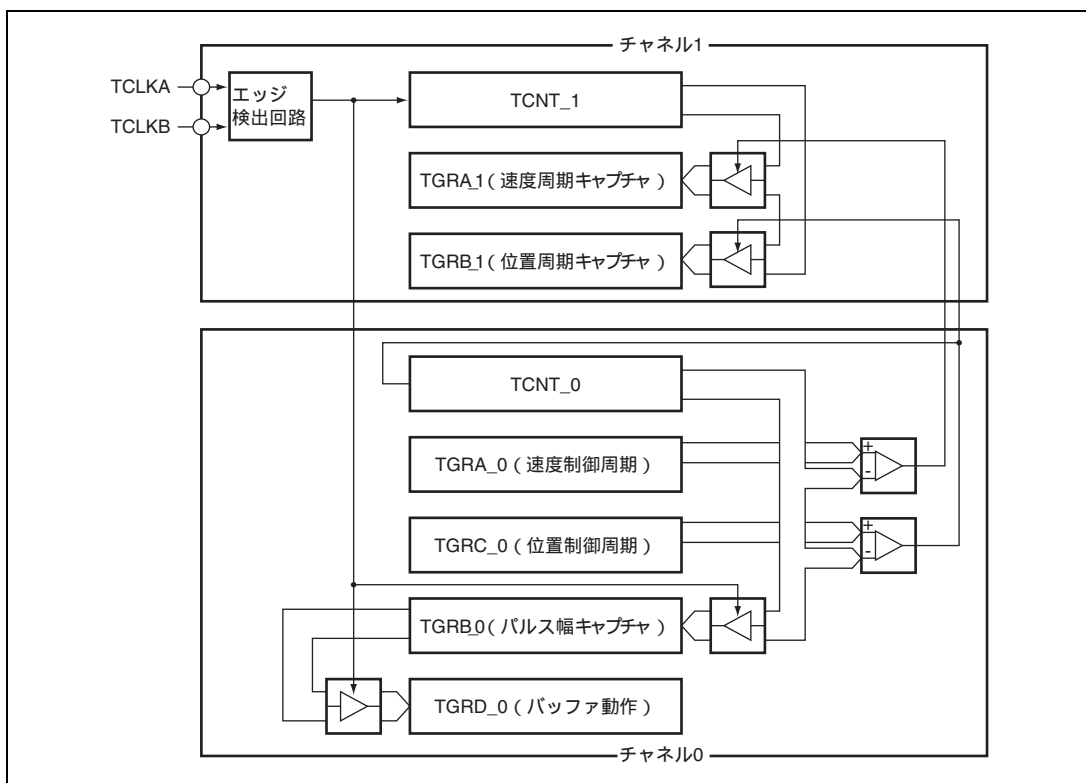 チャネル1
TCLKA
TCLKB
エッジ
検出回路
TCNT_1
TGRA_1(速度周期キャプチャ)
TGRB_1(位置周期キャプチャ)
TCNT_0
TGRA_0(速度制御周期)
+
-
TGRC_0(位置制御周期)
+
-
TGRB_0(パルス幅キャプチャ)
TGRD_0(バッファ動作)
チャネル0